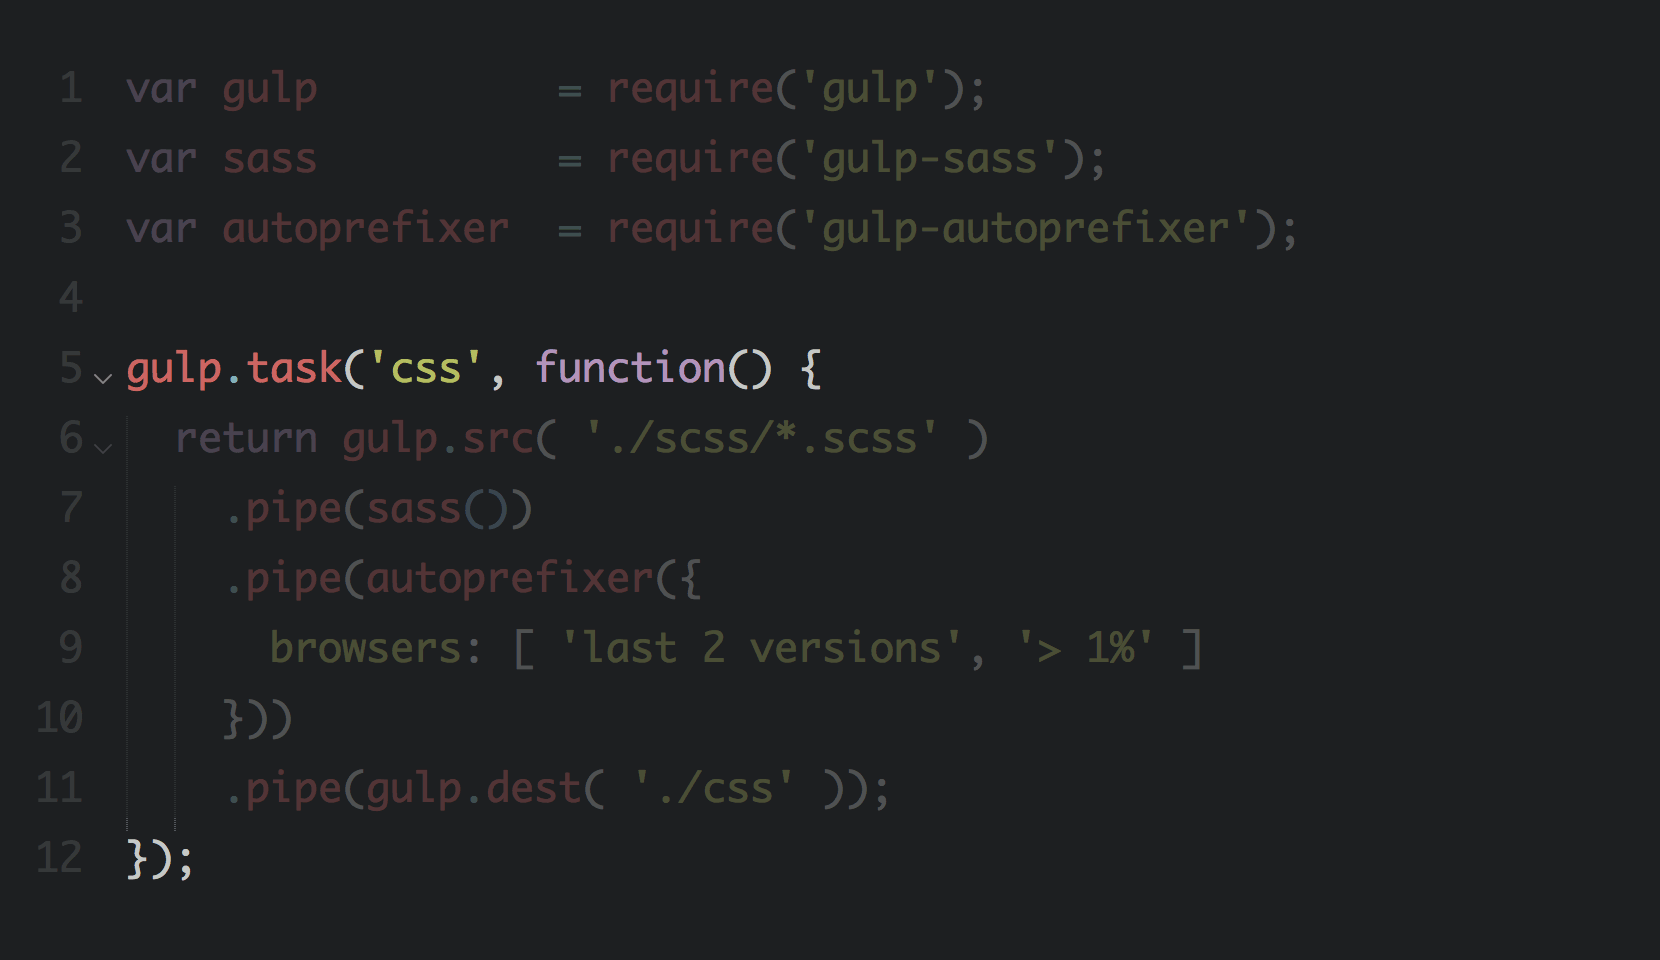 1 var gulp          = require('gulp');
2 var sass          = require('gulp-sass');
3 var autoprefixer  = require('gulp-autoprefixer');
4
5 gulp.task('css', function() {
6   return gulp.src( './scss/*.scss' )
7     .pipe(sass())
8     .pipe(autoprefixer({
9       browsers: [ 'last 2 versions', '> 1%' ]
10     }))
11     .pipe(gulp.dest( './css' ));
12 });